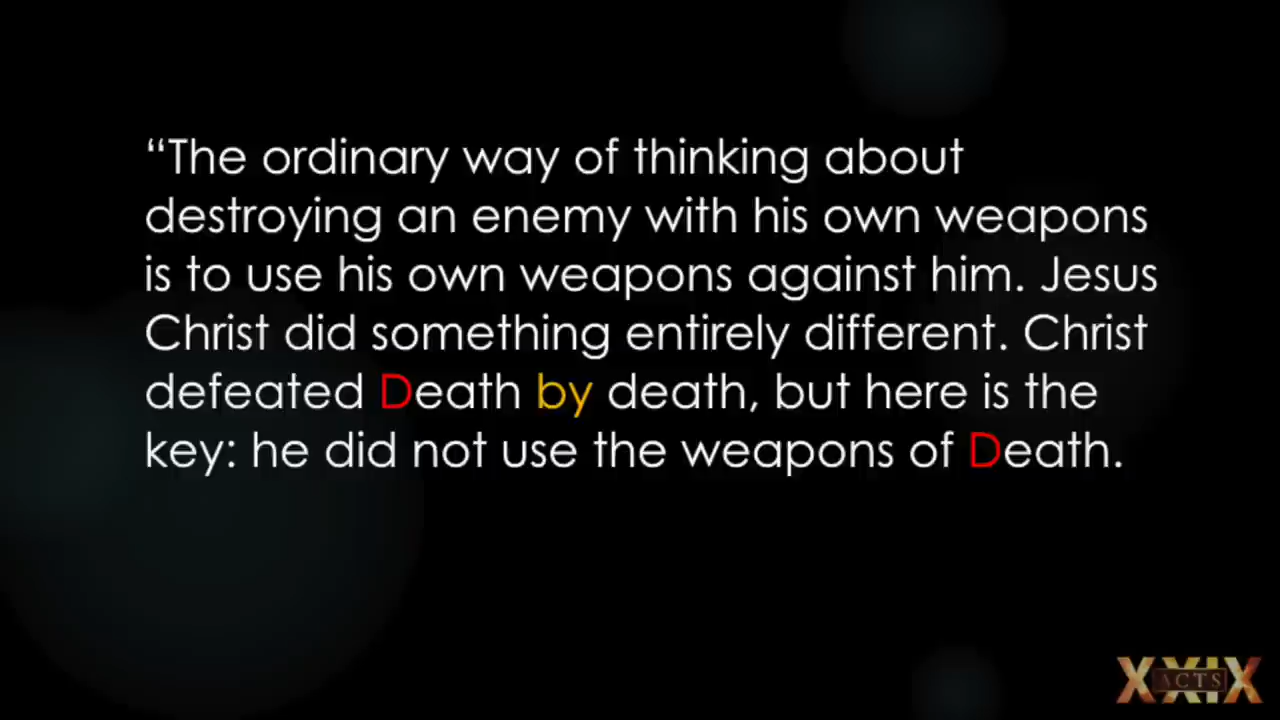 “The ordinary way of thinking about
destroying an enemy with his own weapons
is to use his own weapons against him. Jesus
Christ did something entirely different. Christ
defeated Death by death, but here is the
key: he did not use the weapons of Death.
XXIX
ACTS